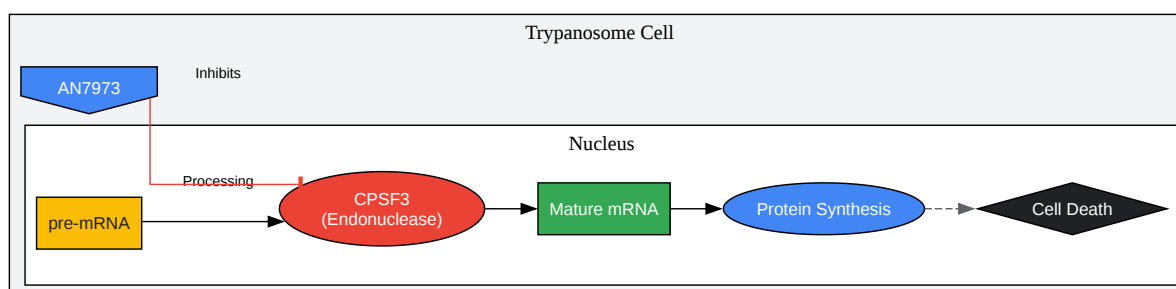 Trypanosome Cell
AN7973
Inhibits
Nucleus
Processing
pre-mRNA
CPSF3
(Endonuclease)
Mature mRNA
Protein Synthesis
Cell Death